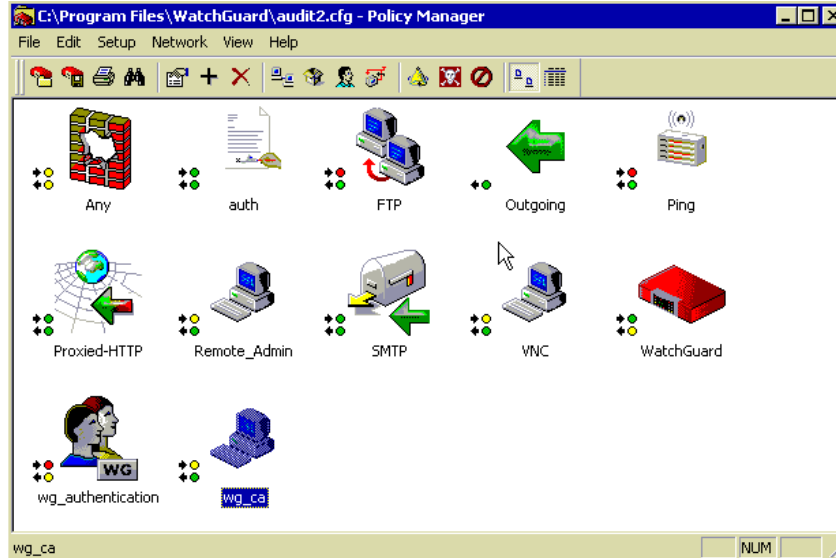 C:\Program Files\WatchGuard\audit2.cfg - Policy Manager
File Edit Setup Network View Help
Any auth FTP Outgoing Ping
Proxied-HTTP Remote_Admin SMTP VNC WatchGuard
WG
wg_authentication wg_ca
wg_ca NUM